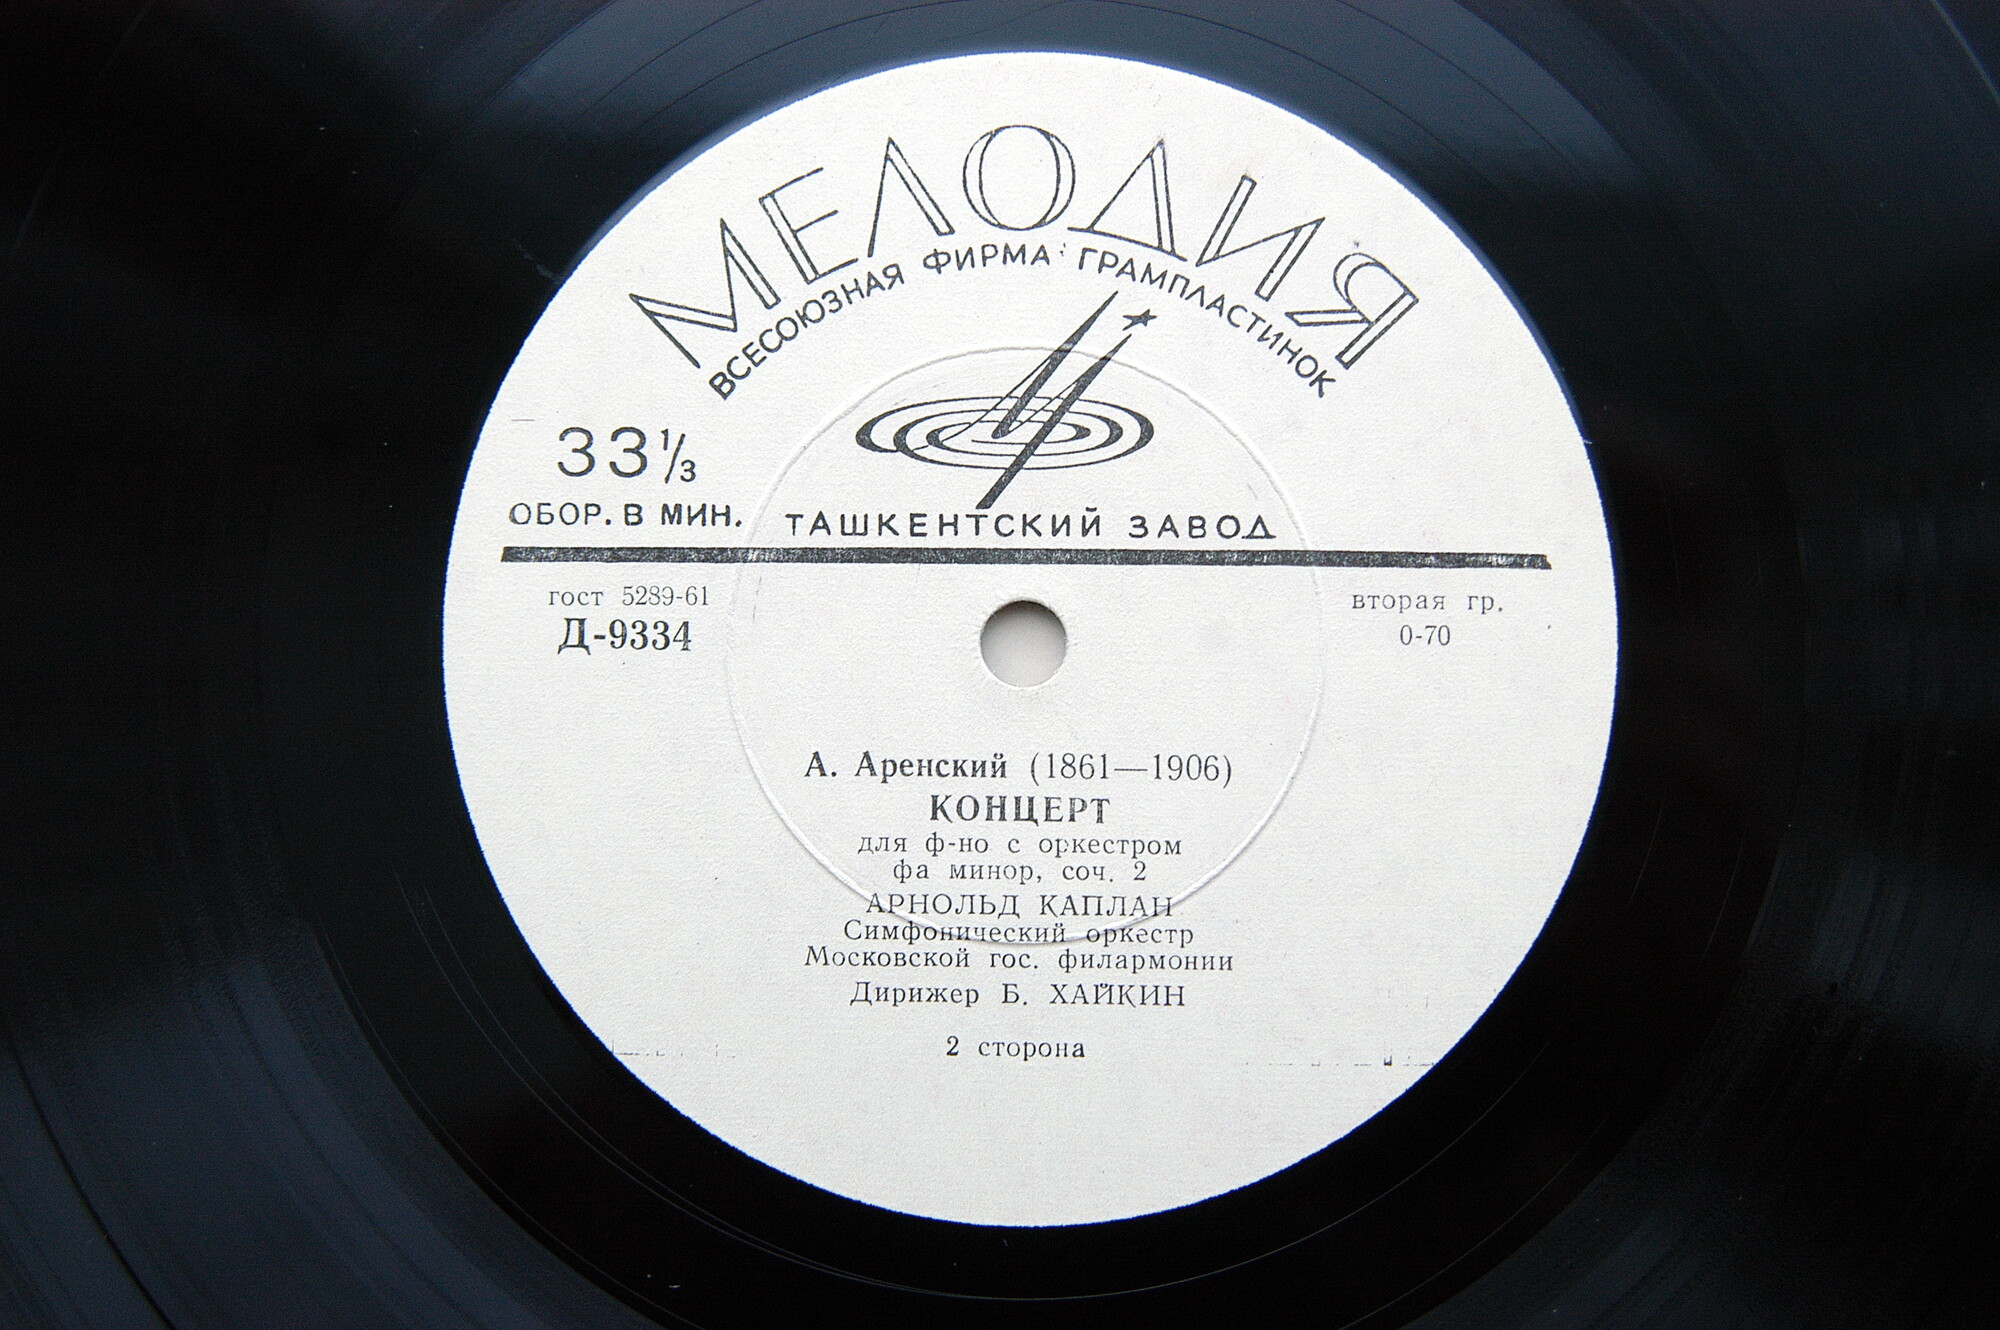 МЕЛОДИЯ
ВСЕСОЮЗНАЯ ФИРМА ГРАМПЛАСТИНОК
33 1/3
ОБОР. В МИН.
ТАШКЕНТСКИЙ ЗАВОД
гост 5289-61
Д-9334
вторая гр.
0-70
А. Аренский (1861—1906)
КОНЦЕРТ
для ф-но с оркестром
фа минор, соч. 2
АРНОЛЬД КАПЛАН
Симфонический оркестр
Московской гос. филармонии
Дирижер Б. ХАЙКИН
2 сторона